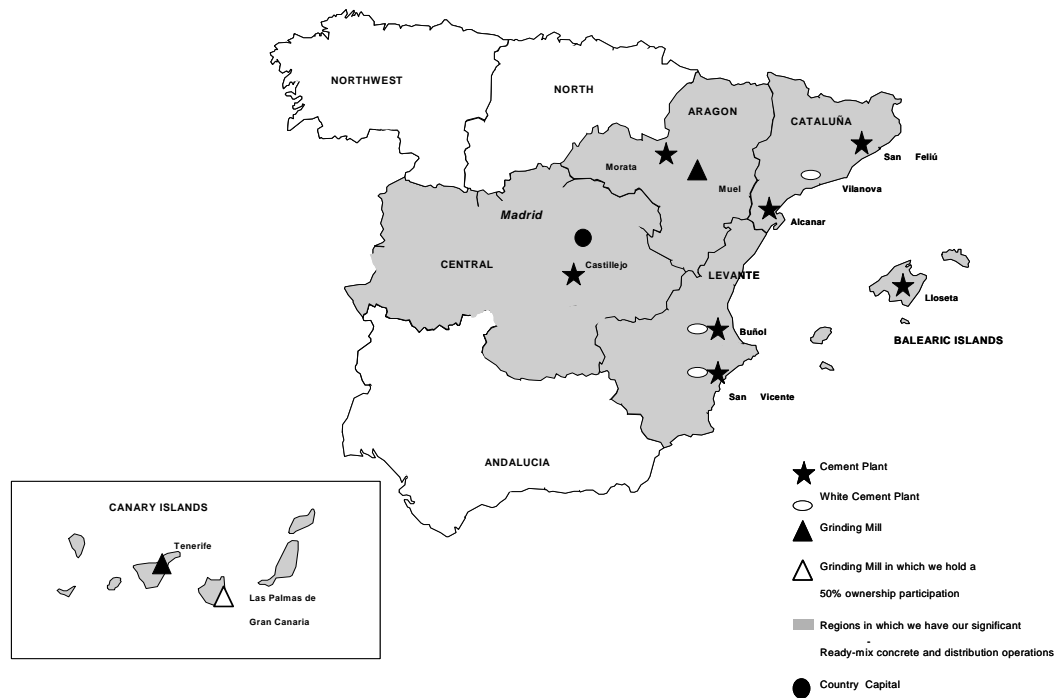 NORTHWEST
NORTH
ARAGON
CATALUÑA
San Feliú
Morata
Muel
Vilanova
Madrid
Alcanar
CENTRAL
Castillejo
LEVANTE
Lloseta
Buñol
BALEARIC ISLANDS
San Vicente
ANDALUCIA
CANARY ISLANDS
Tenerife
Las Palmas de
Gran Canaria
Cement Plant
White Cement Plant
Grinding Mill
Grinding Mill in which we hold a
50% ownership participation
Regions in which we have our significant
-
Ready-mix concrete and distribution operations
Country Capital